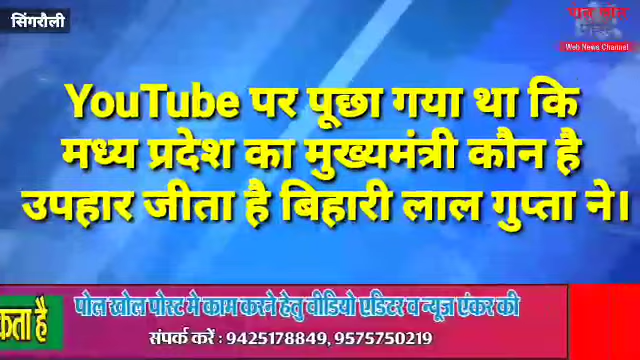 सिंगरौली
पोल खोल
पोस्ट
Web News Channel
YouTube पर पूछा गया था कि
मध्य प्रदेश का मुख्यमंत्री कौन है
उपहार जीता है बिहारी लाल गुप्ता ने।
कता है
पोल खोल पोस्ट मे काम करने हेतु वीडियो एडिटर व न्यूज एंकर की
संपर्क करें : 9425178849, 9575750219